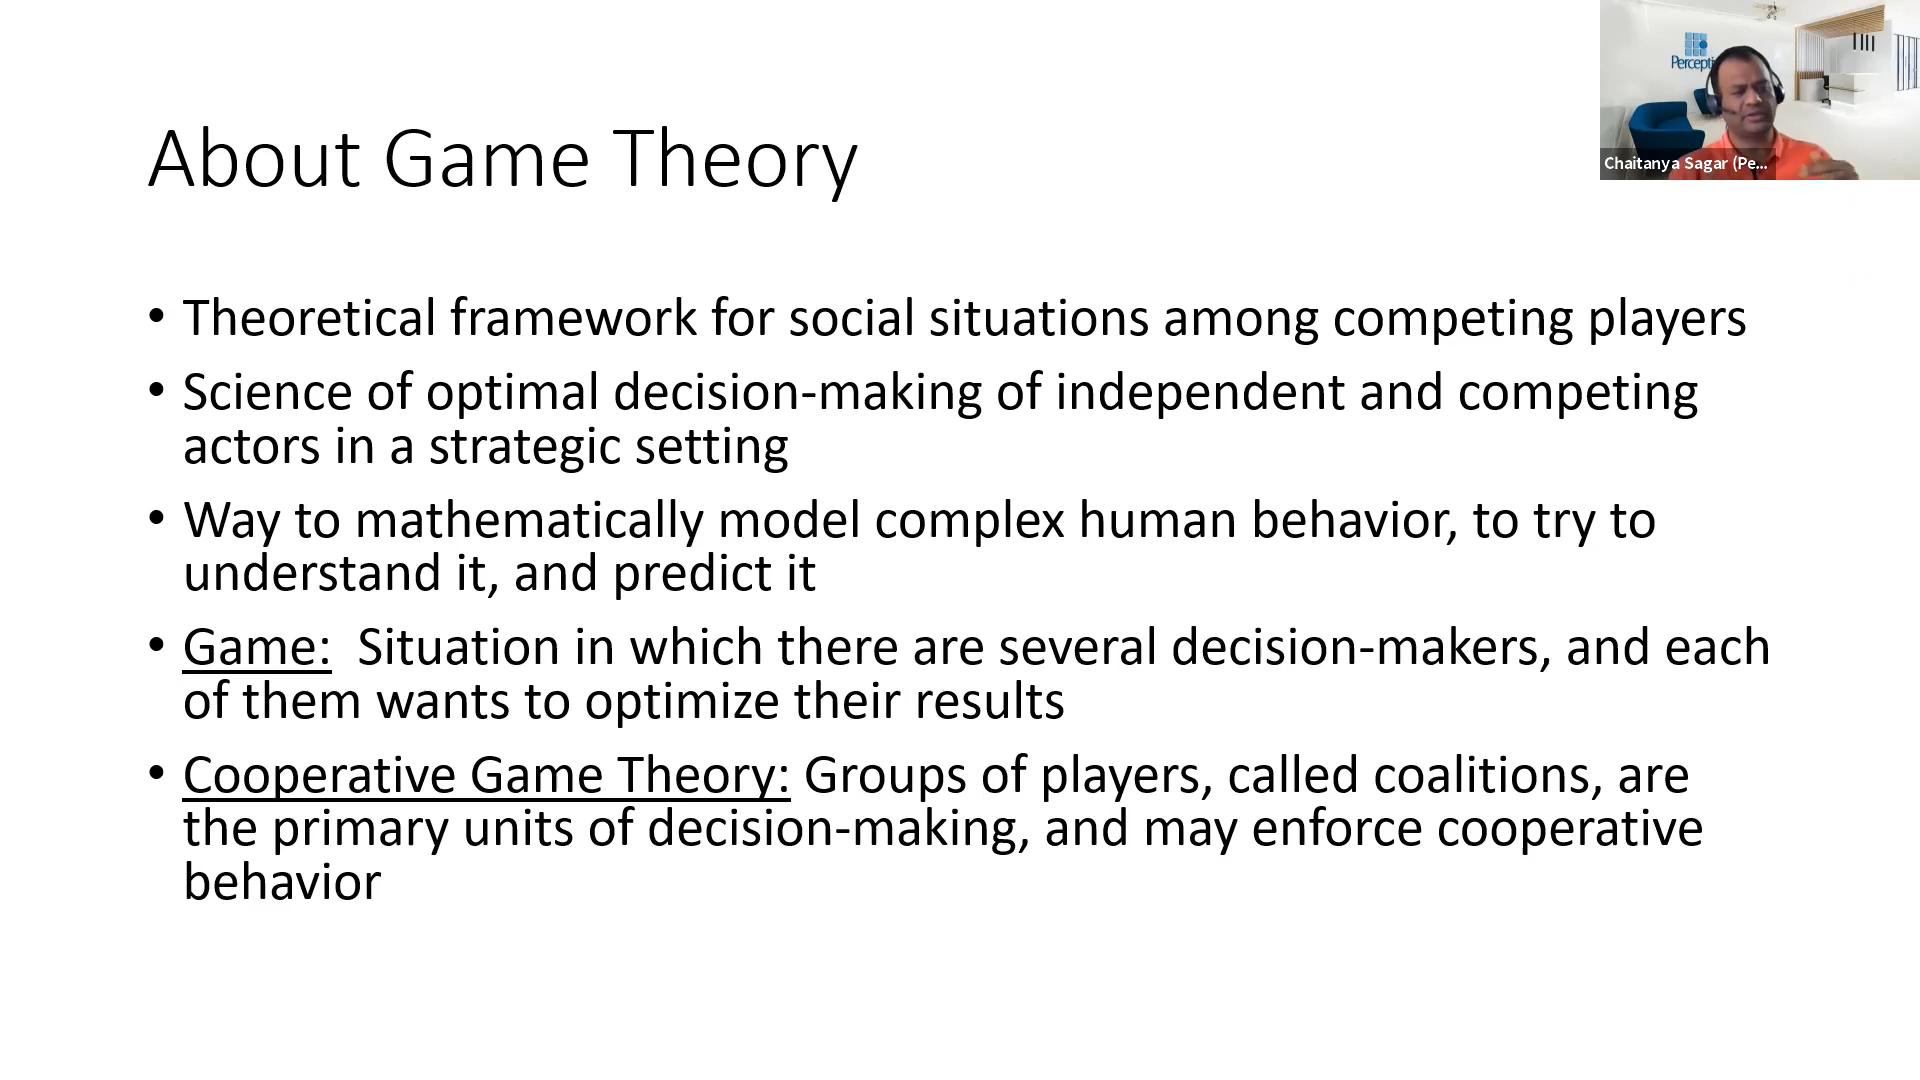 About Game Theory
• Theoretical framework for social situations among competing players
• Science of optimal decision-making of independent and competing
actors in a strategic setting
• Way to mathematically model complex human behavior, to try to
understand it, and predict it
• Game:  Situation in which there are several decision-makers, and each
of them wants to optimize their results
• Cooperative Game Theory: Groups of players, called coalitions, are
the primary units of decision-making, and may enforce cooperative
behavior
Percepti
Chaitanya Sagar (Pe...